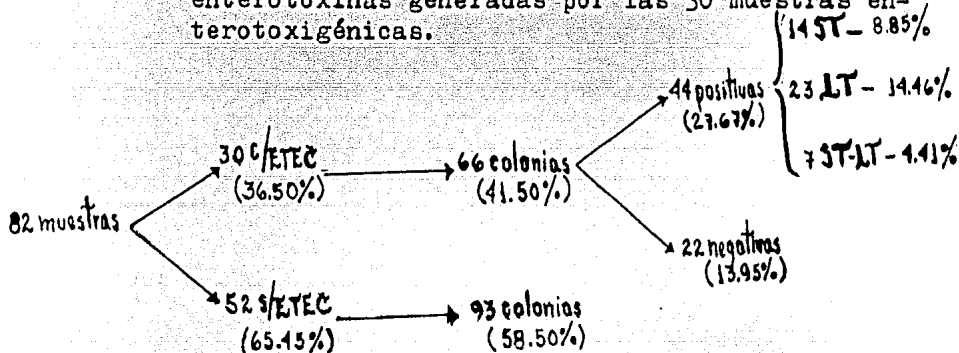 enterotoxinas generadas por las 30 muestras en-
terotoxigénicas.
14 ST - 8.85%
44 positivas
23 LT - 14.46%
(27.67%)
7 ST-LT - 4.41%
30 C/ETEC
66 colonias
(36.50%)
(41.50%)
82 muestras
22 negativas
(13.95%)
52 S/ETEC
93 colonias
(65.45%)
(58.50%)